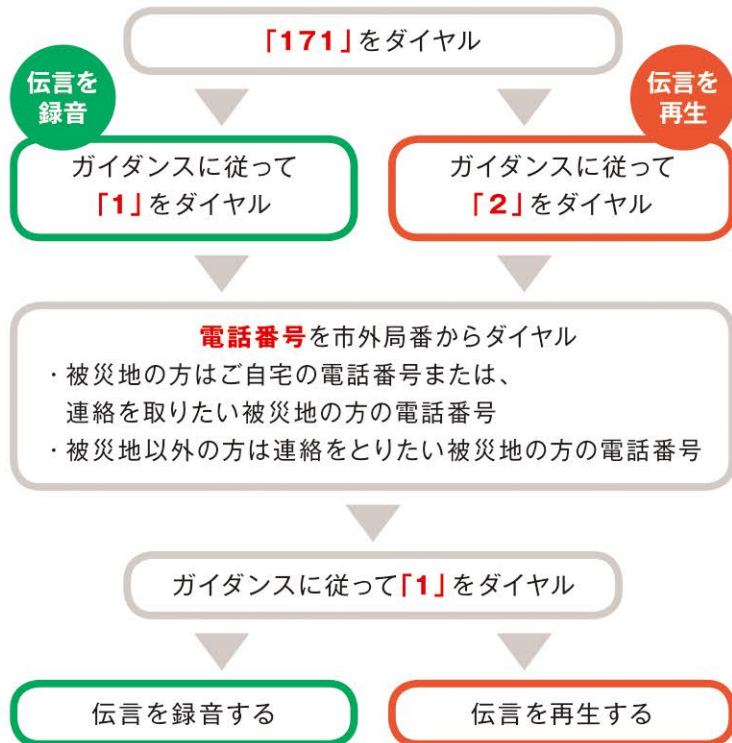 「171」をダイヤル
伝言を
録音
伝言を
再生
ガイダンスに従って
「1」をダイヤル
ガイダンスに従って
「2」をダイヤル
電話番号を市外局番からダイヤル
・被災地の方はご自宅の電話番号または、
連絡を取りたい被災地の方の電話番号
・被災地以外の方は連絡をとりたい被災地の方の電話番号
ガイダンスに従って「1」をダイヤル
伝言を録音する
伝言を再生する